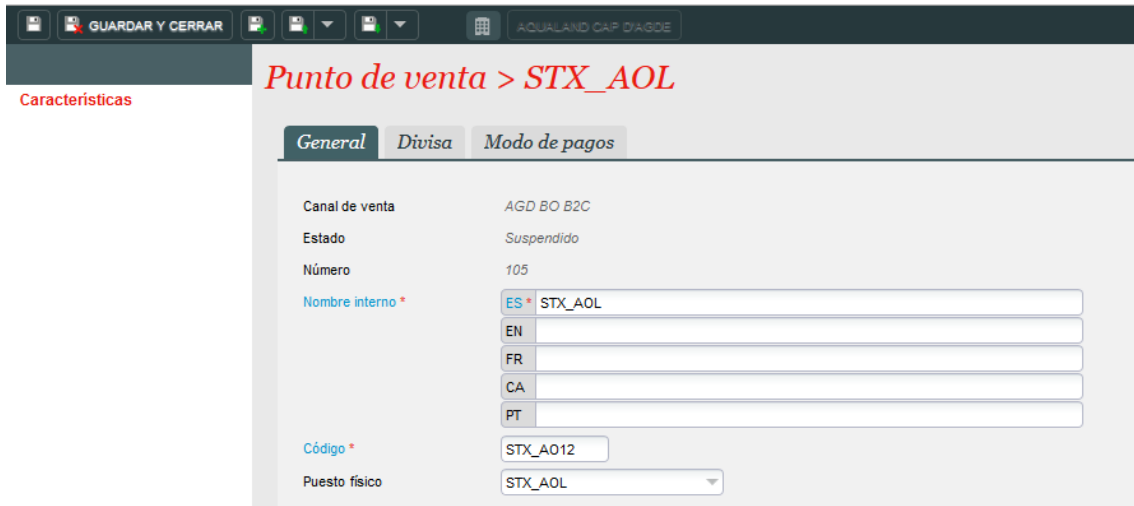 GUARDAR Y CERRAR
AQUALAND CAP D'AGDE
Características
Punto de venta > STX_AOL
General Divisa Modo de pagos
Canal de venta AGD BO B2C
Estado Suspendido
Número 105
Nombre interno * ES * STX_AOL
EN
FR
CA
PT
Código * STX_AO12
Puesto físico STX_AOL